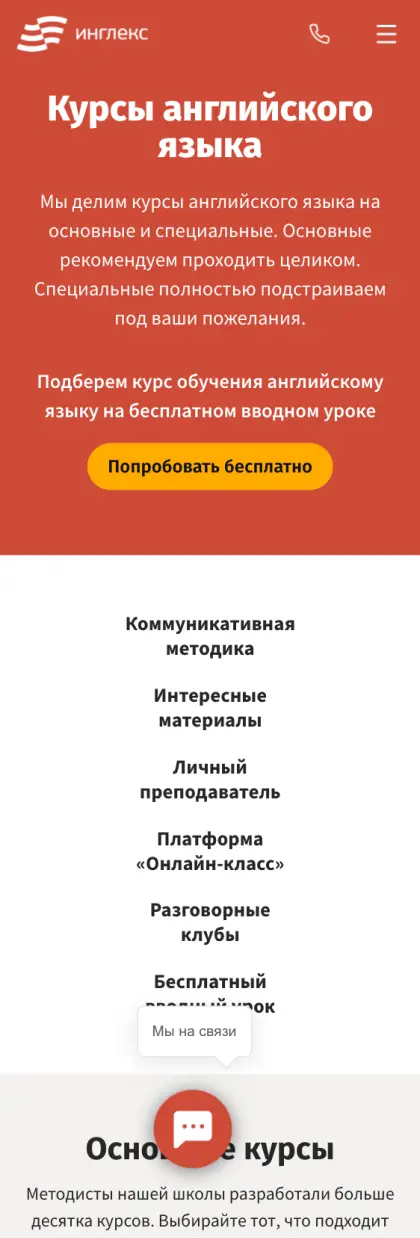 инглекс
Курсы английского
языка
Мы делим курсы английского языка на
основные и специальные. Основные
рекомендуем проходить целиком.
Специальные полностью подстраиваем
под ваши пожелания.
Подберем курс обучения английскому
языку на бесплатном вводном уроке
Попробовать бесплатно
Коммуникативная
методика
Интересные
материалы
Личный
преподаватель
Платформа
«Онлайн-класс»
Разговорные
клубы
Бесплатный
вводный урок
Мы на связи
курсы
Методисты нашей школы разработали больше
десятка курсов. Выбирайте тот, что подходит